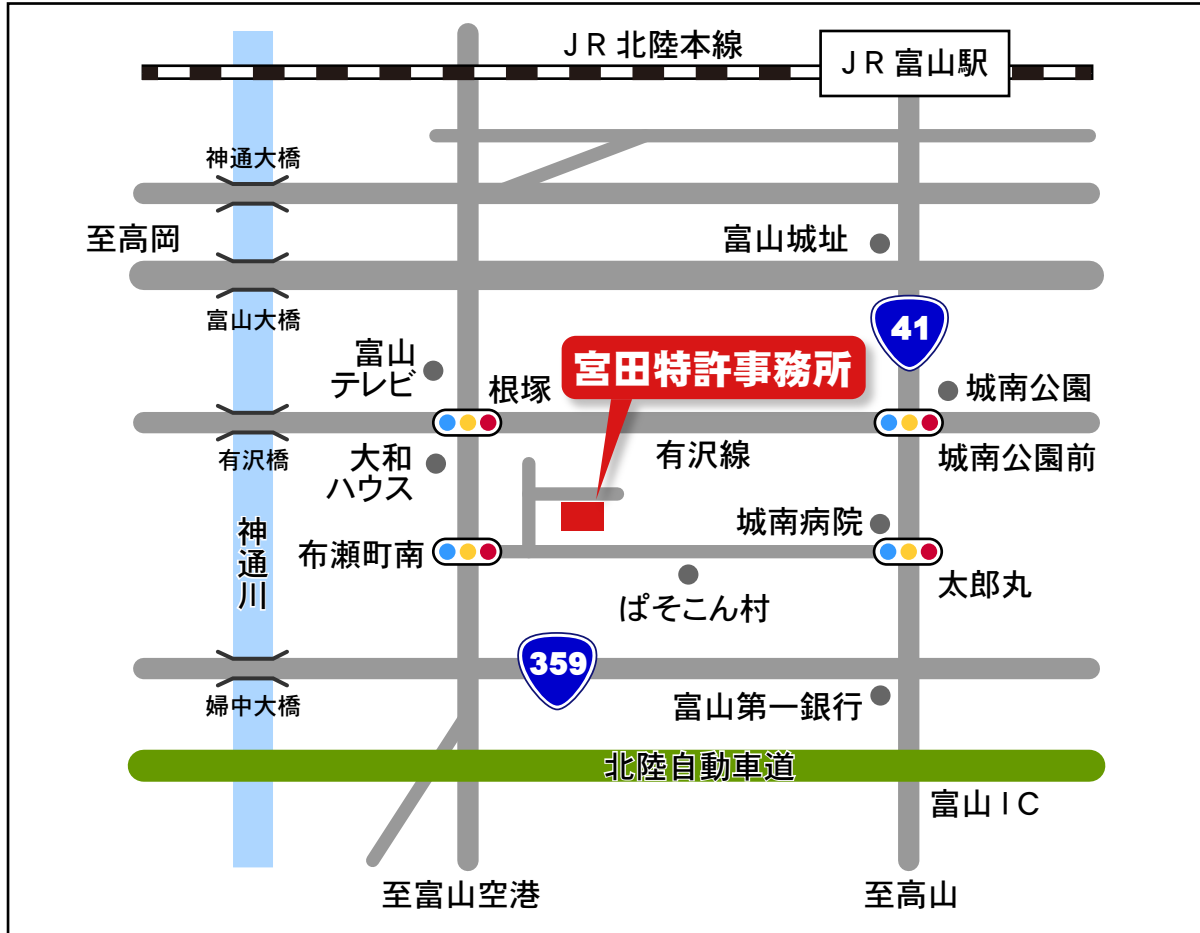 JR北陸本線
JR富山駅
神通大橋
至高岡
富山城址
富山大橋
41
富山
テレビ
根塚
宮田特許事務所
城南公園
有沢橋
大和
ハウス
有沢線
城南公園前
神通川
布瀬町南
城南病院
太郎丸
ぱそこん村
359
婦中大橋
富山第一銀行
北陸自動車道
富山IC
至富山空港
至高山